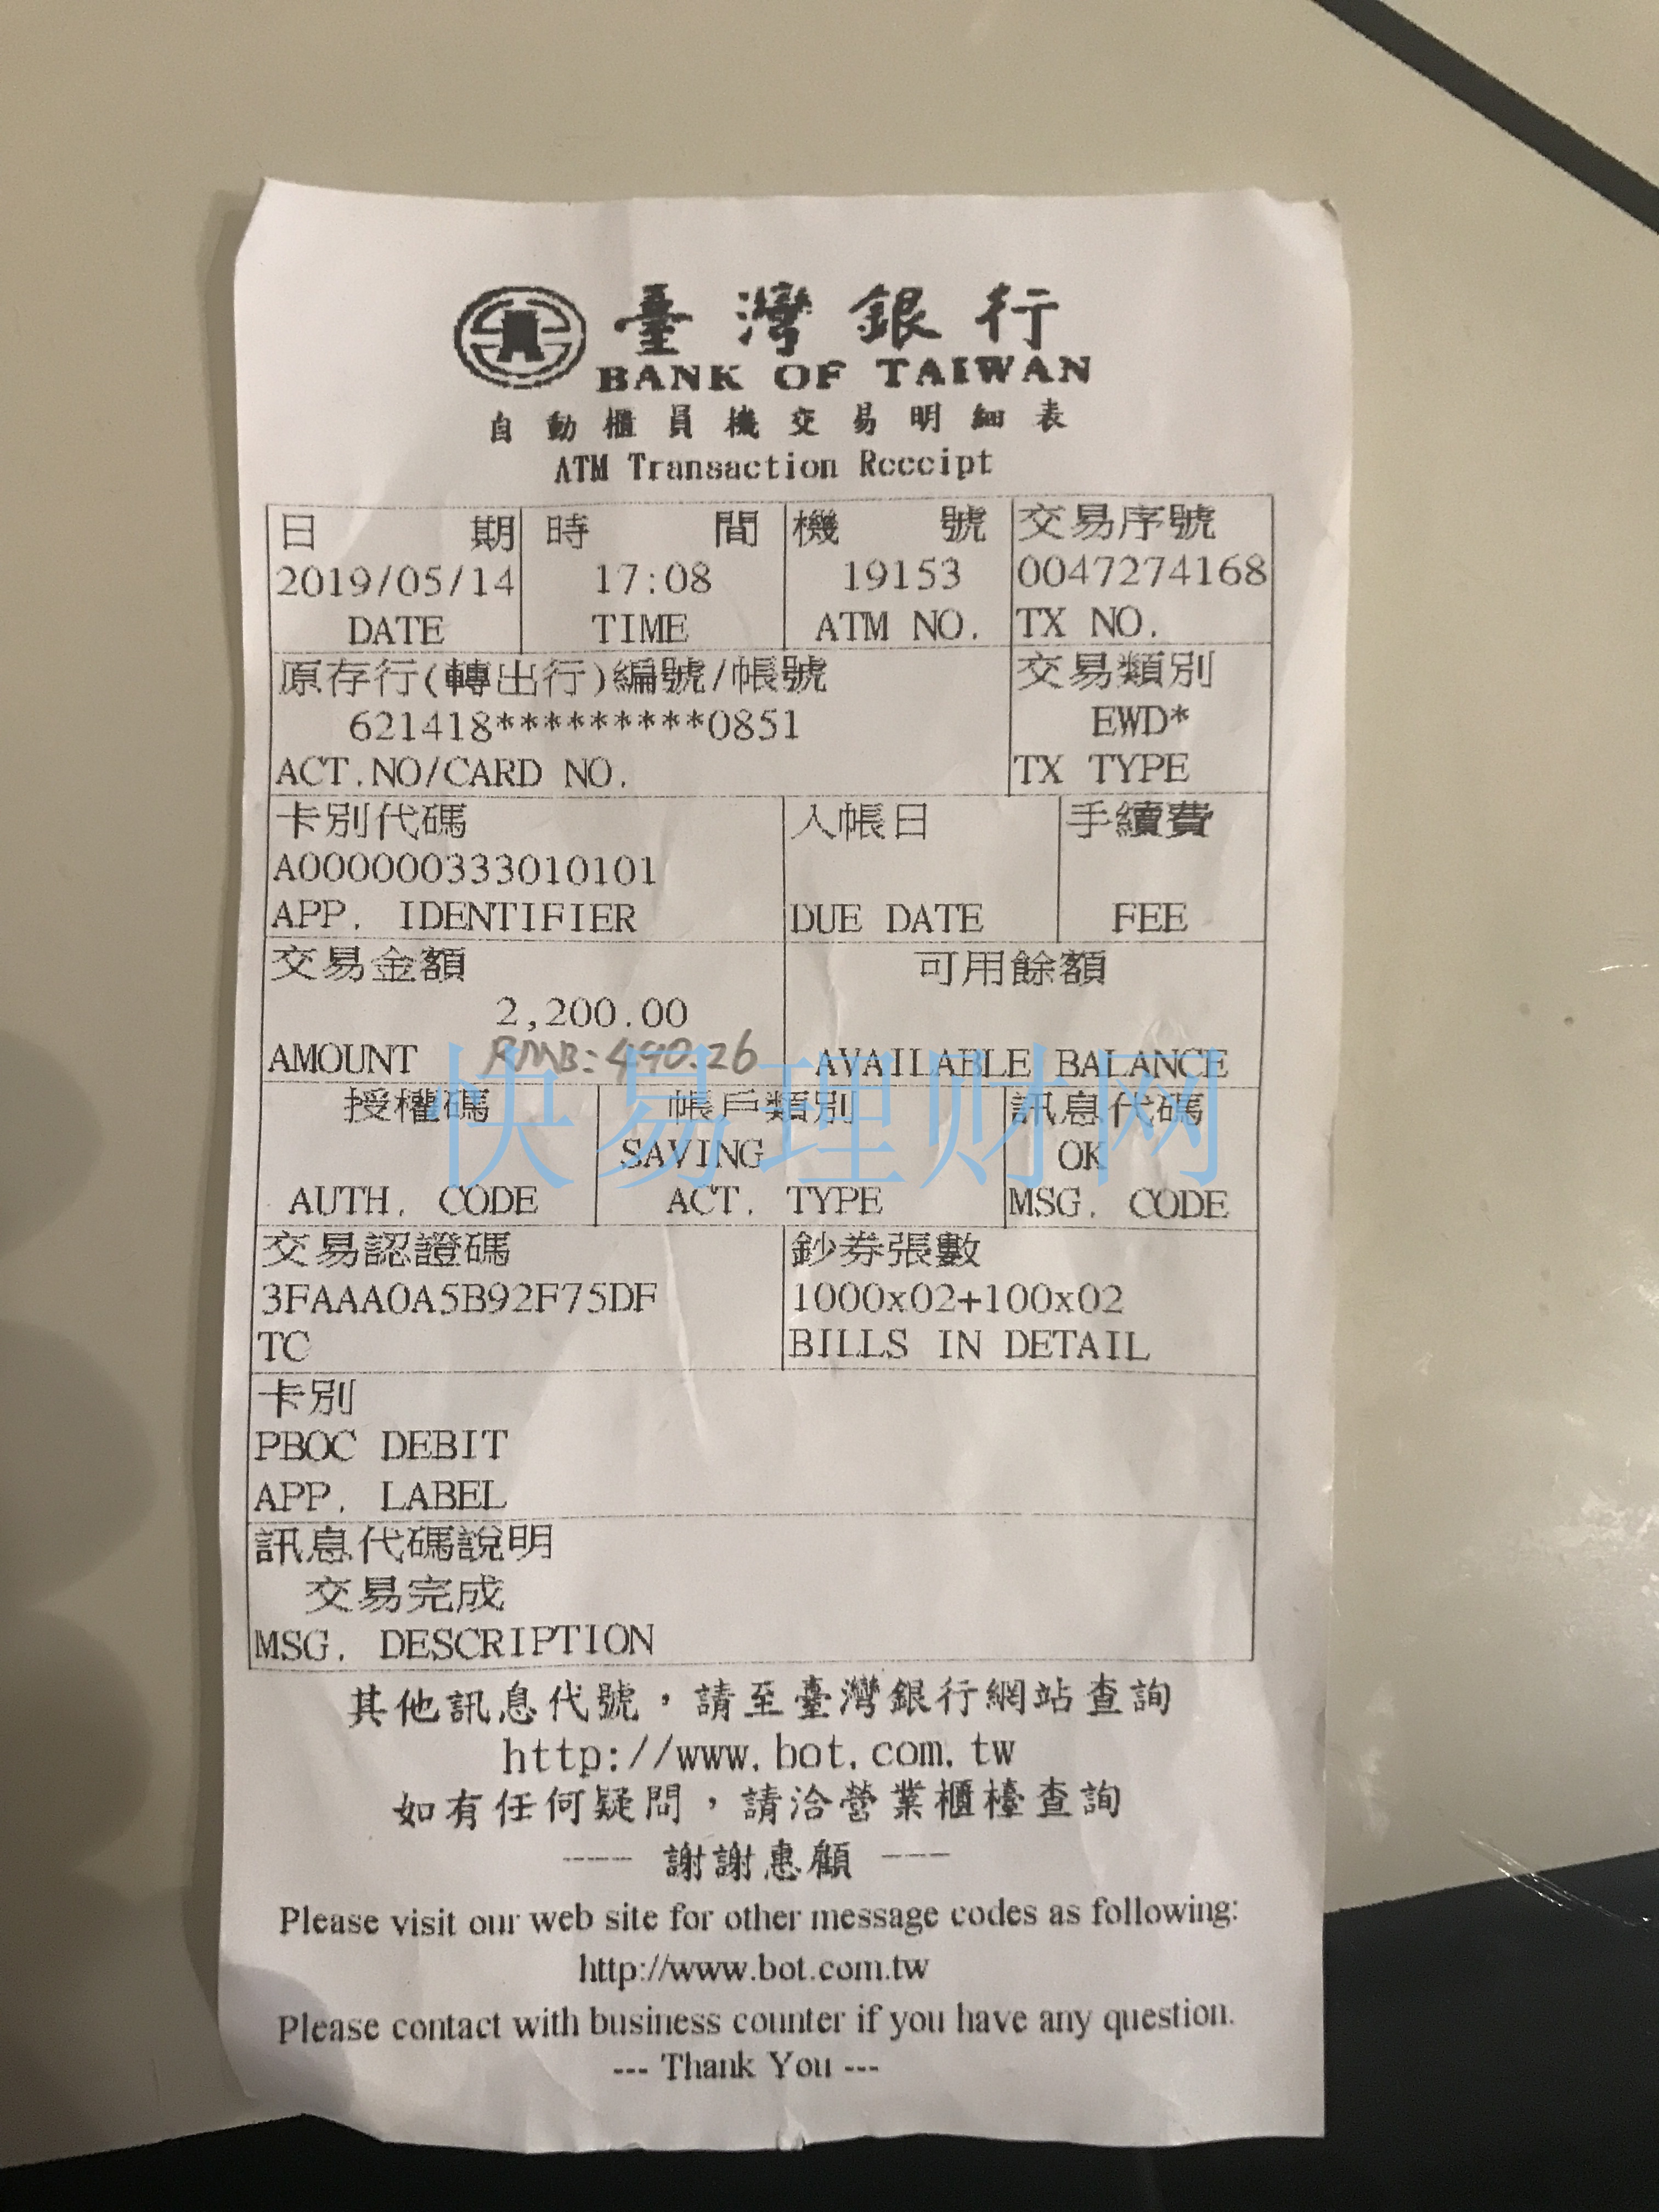 臺灣銀行
BANK OF TAIWAN
自動櫃員機交易明細表
ATM Transaction Receipt
日期 時間 機號 交易序號
2019/05/14 17:08 19153 0047274168
DATE TIME ATM NO. TX NO.
原存行(轉出行)編號/帳號 交易類別
621418*********0851 EWD*
ACT.NO/CARD NO. TX TYPE
卡別代碼 入帳日 手續費
A000000333010101
APP. IDENTIFIER DUE DATE FEE
交易金額 可用餘額
2,200.00
AMOUNT RMB:490.26 AVAILABLE BALANCE
快易理财网
授權碼 帳戶類別 訊息代碼
SAVING OK
AUTH. CODE ACT. TYPE MSG. CODE
交易認證碼 鈔券張數
3FAAA0A5B92F75DF 1000x02+100x02
TC BILLS IN DETAIL
卡別
PBOC DEBIT
APP. LABEL
訊息代碼說明
交易完成
MSG. DESCRIPTION
其他訊息代號，請至臺灣銀行網站查詢
http://www.bot.com.tw
如有任何疑問，請洽營業櫃檯查詢
---- 謝謝惠顧 ---
Please visit our web site for other message codes as following:
http://www.bot.com.tw
Please contact with business counter if you have any question.
--- Thank You ---